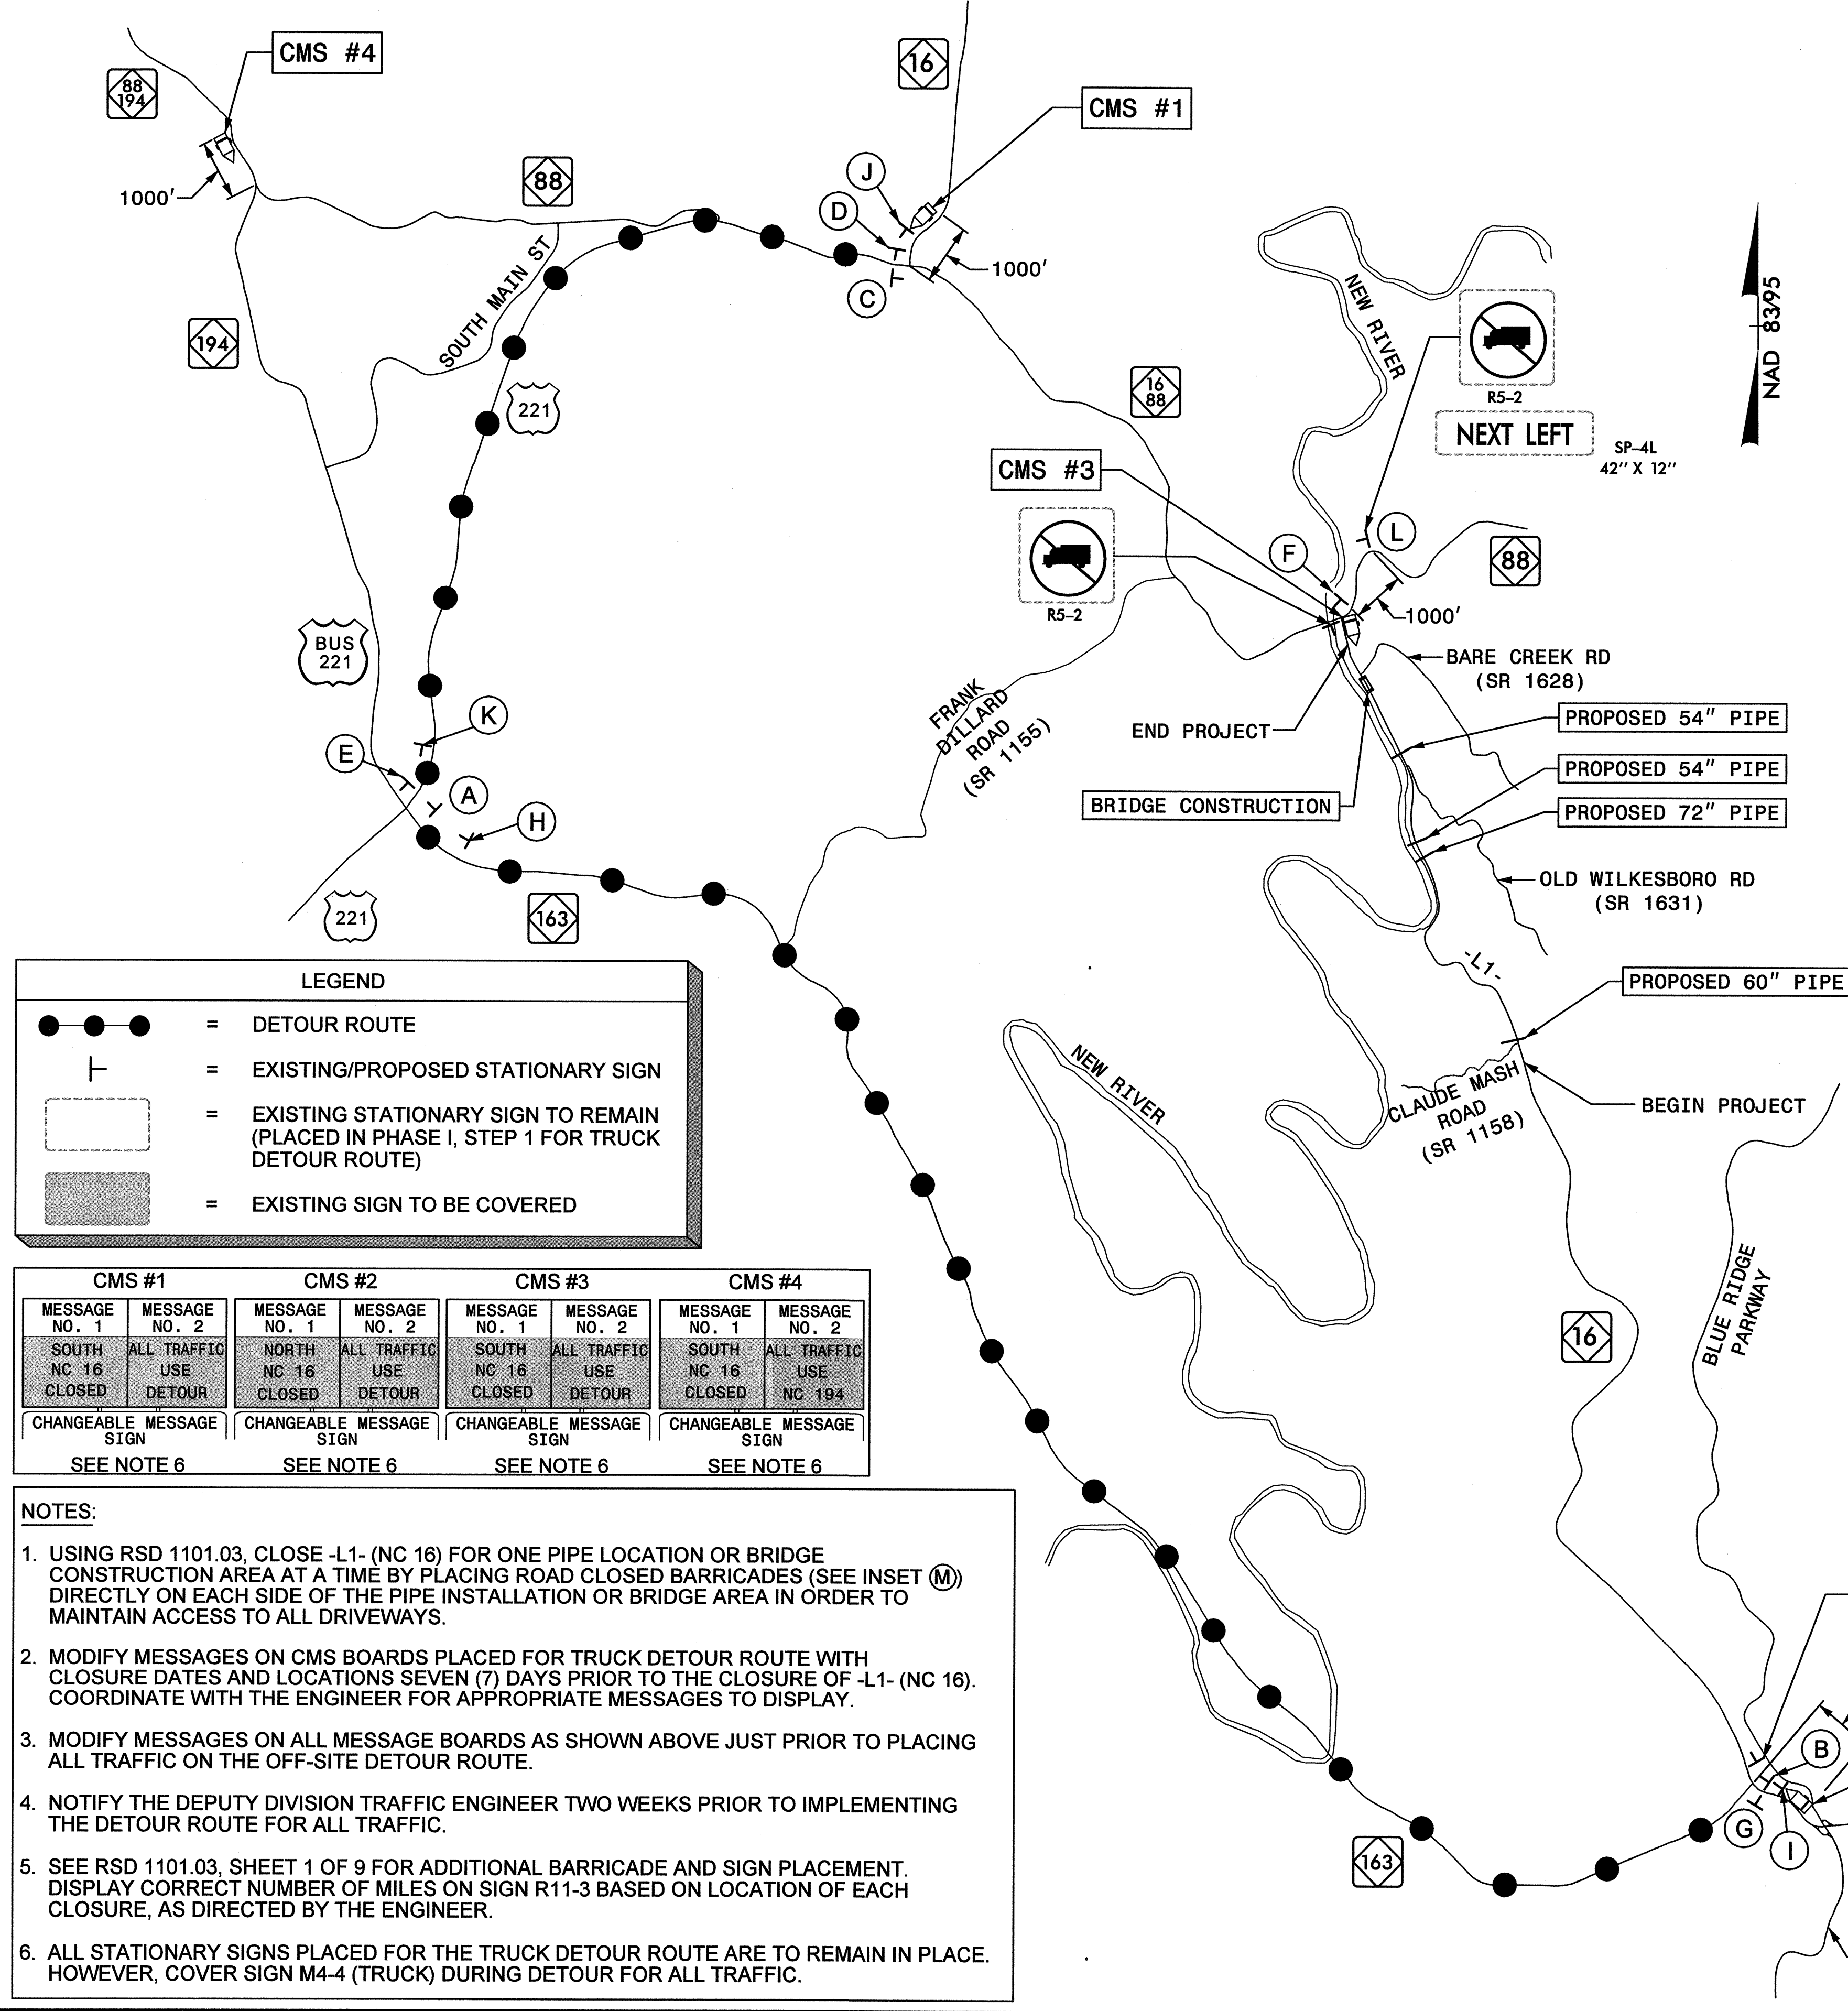 CMS #4
88
194
1000'
16
CMS #1
J
D
C
1000'
88
SOUTH MAIN ST
194
221
NEW RIVER
NAD 83/95
R5-2
NEXT LEFT
SP-4L
42" X 12"
16
88
CMS #3
R5-2
F
L
88
1000'
BARE CREEK RD
(SR 1628)
BUS
221
K
E
A
H
221
163
FRANK
DILLARD
ROAD
(SR 1155)
END PROJECT
PROPOSED 54" PIPE
PROPOSED 54" PIPE
BRIDGE CONSTRUCTION
PROPOSED 72" PIPE
OLD WILKESBORO RD
(SR 1631)
-L1-
PROPOSED 60" PIPE
CLAUDE MASH
ROAD
(SR 1158)
BEGIN PROJECT
NEW RIVER
BLUE RIDGE
PARKWAY
16
B
G
I
163
LEGEND
= DETOUR ROUTE
= EXISTING/PROPOSED STATIONARY SIGN
= EXISTING STATIONARY SIGN TO REMAIN
(PLACED IN PHASE I, STEP 1 FOR TRUCK
DETOUR ROUTE)
= EXISTING SIGN TO BE COVERED
CMS #1 CMS #2 CMS #3 CMS #4
MESSAGE MESSAGE MESSAGE MESSAGE MESSAGE MESSAGE MESSAGE MESSAGE
NO. 1 NO. 2 NO. 1 NO. 2 NO. 1 NO. 2 NO. 1 NO. 2
SOUTH ALL TRAFFIC NORTH ALL TRAFFIC SOUTH ALL TRAFFIC SOUTH ALL TRAFFIC
NC 16 USE NC 16 USE NC 16 USE NC 16 USE
CLOSED DETOUR CLOSED DETOUR CLOSED DETOUR CLOSED NC 194
CHANGEABLE MESSAGE CHANGEABLE MESSAGE CHANGEABLE MESSAGE CHANGEABLE MESSAGE
SIGN SIGN SIGN SIGN
SEE NOTE 6 SEE NOTE 6 SEE NOTE 6 SEE NOTE 6
NOTES:
1. USING RSD 1101.03, CLOSE -L1- (NC 16) FOR ONE PIPE LOCATION OR BRIDGE
CONSTRUCTION AREA AT A TIME BY PLACING ROAD CLOSED BARRICADES (SEE INSET (M))
DIRECTLY ON EACH SIDE OF THE PIPE INSTALLATION OR BRIDGE AREA IN ORDER TO
MAINTAIN ACCESS TO ALL DRIVEWAYS.
2. MODIFY MESSAGES ON CMS BOARDS PLACED FOR TRUCK DETOUR ROUTE WITH
CLOSURE DATES AND LOCATIONS SEVEN (7) DAYS PRIOR TO THE CLOSURE OF -L1- (NC 16).
COORDINATE WITH THE ENGINEER FOR APPROPRIATE MESSAGES TO DISPLAY.
3. MODIFY MESSAGES ON ALL MESSAGE BOARDS AS SHOWN ABOVE JUST PRIOR TO PLACING
ALL TRAFFIC ON THE OFF-SITE DETOUR ROUTE.
4. NOTIFY THE DEPUTY DIVISION TRAFFIC ENGINEER TWO WEEKS PRIOR TO IMPLEMENTING
THE DETOUR ROUTE FOR ALL TRAFFIC.
5. SEE RSD 1101.03, SHEET 1 OF 9 FOR ADDITIONAL BARRICADE AND SIGN PLACEMENT.
DISPLAY CORRECT NUMBER OF MILES ON SIGN R11-3 BASED ON LOCATION OF EACH
CLOSURE, AS DIRECTED BY THE ENGINEER.
6. ALL STATIONARY SIGNS PLACED FOR THE TRUCK DETOUR ROUTE ARE TO REMAIN IN PLACE.
HOWEVER, COVER SIGN M4-4 (TRUCK) DURING DETOUR FOR ALL TRAFFIC.